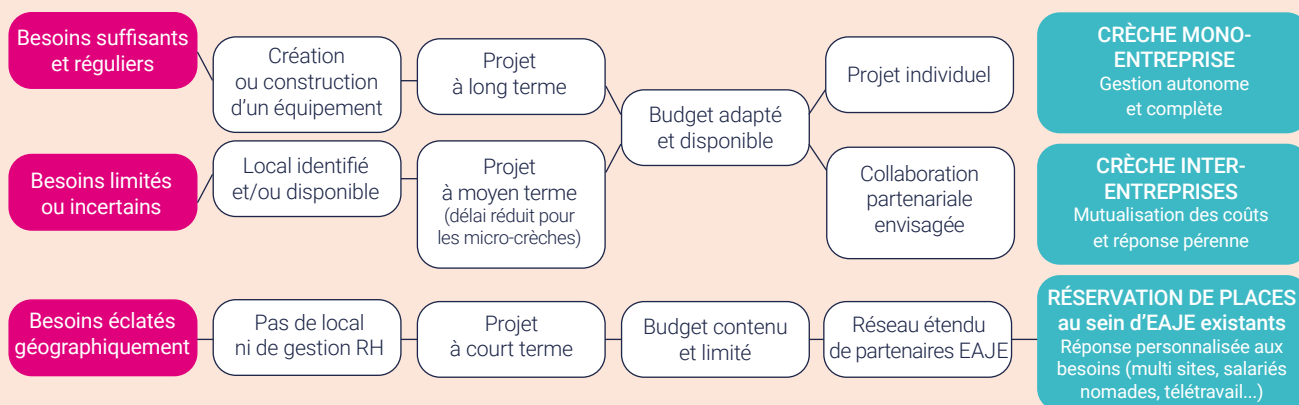 Besoins suffisants
et réguliers
Création
ou construction
d'un équipement
Projet
à long terme
Budget adapté
et disponible
Projet individuel
CRÈCHE MONO-
ENTREPRISE
Gestion autonome
et complète
Besoins limités
ou incertains
Local identifié
et/ou disponible
Projet
à moyen terme
(délai réduit pour
les micro-crèches)
Collaboration
partenariale
envisagée
CRÈCHE INTER-
ENTREPRISES
Mutualisation des coûts
et réponse pérenne
Besoins éclatés
géographiquement
Pas de local
ni de gestion RH
Projet
à court terme
Budget contenu
et limité
Réseau étendu
de partenaires EAJE
RÉSERVATION DE PLACES
au sein d'EAJE existants
Réponse personnalisée aux
besoins (multi sites, salariés
nomades, télétravail...)